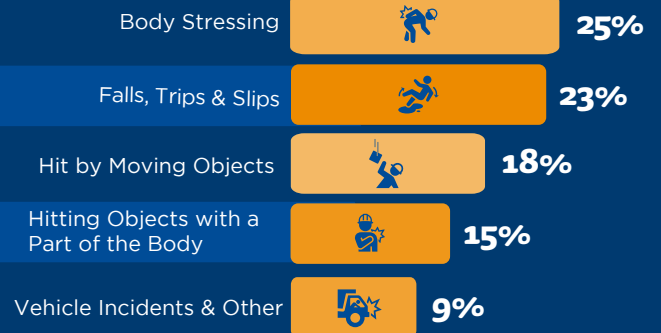 Body Stressing 25%
Falls, Trips & Slips 23%
Hit by Moving Objects 18%
Hitting Objects with a
Part of the Body 15%
Vehicle Incidents & Other 9%